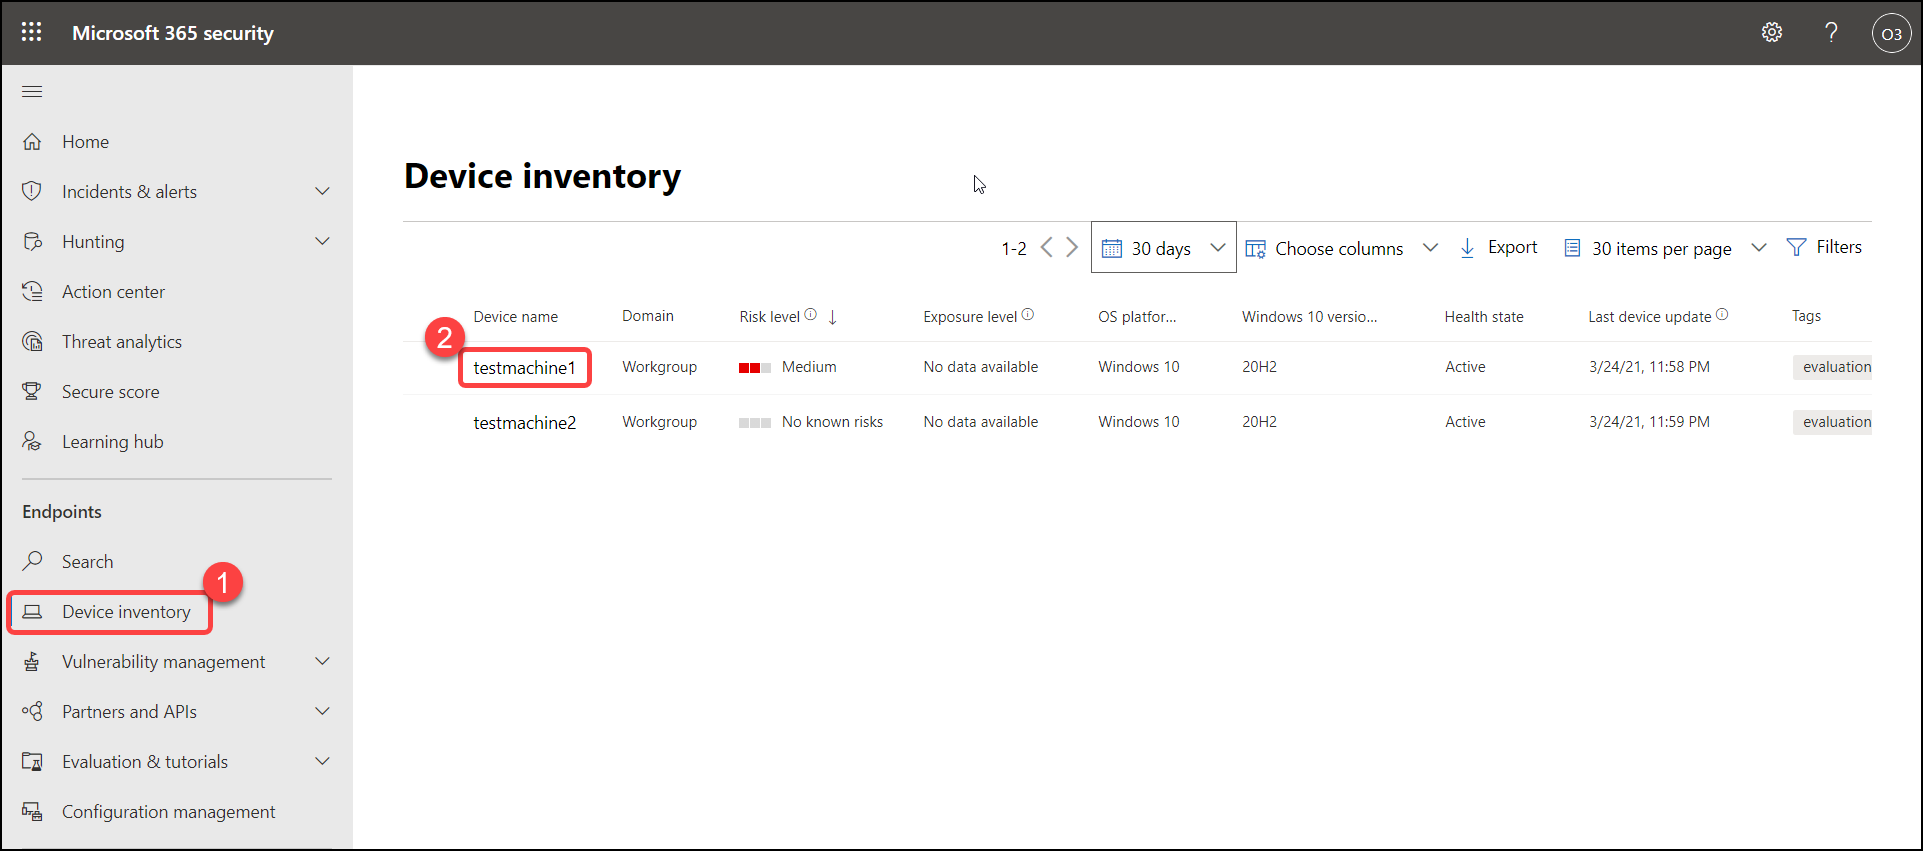 Microsoft 365 security
?
O3
Home
Incidents & alerts
Hunting
Action center
Threat analytics
Secure score
Learning hub
Endpoints
Search
1
Device inventory
Vulnerability management
Partners and APIs
Evaluation & tutorials
Configuration management
Device inventory
1-2 30 days Choose columns Export 30 items per page Filters
Device name Domain Risk level Exposure level OS platfor... Windows 10 versio... Health state Last device update Tags
2
testmachine1 Workgroup Medium No data available Windows 10 20H2 Active 3/24/21, 11:58 PM evaluation
testmachine2 Workgroup No known risks No data available Windows 10 20H2 Active 3/24/21, 11:59 PM evaluation